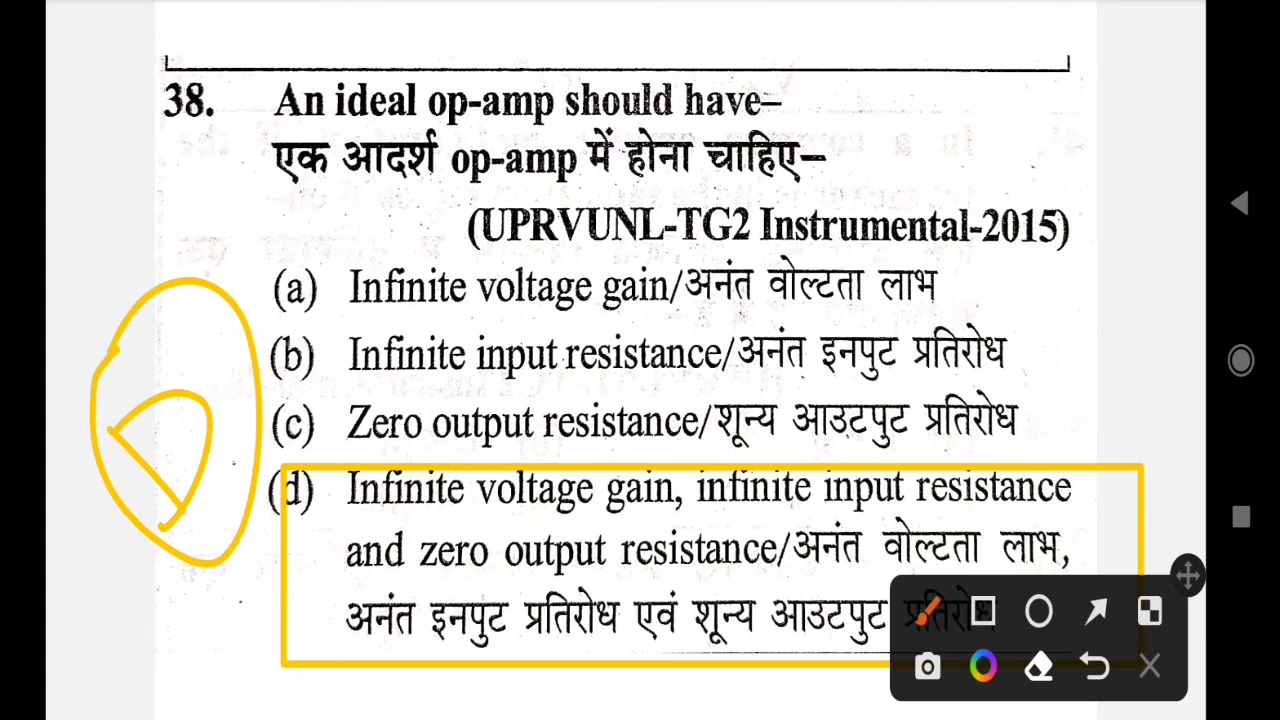 38. An ideal op-amp should have–
एक आदर्श op-amp में होना चाहिए–
(UPRVUNL-TG2 Instrumental-2015)
(a) Infinite voltage gain/अनंत वोल्टता लाभ
(b) Infinite input resistance/अनंत इनपुट प्रतिरोध
(c) Zero output resistance/शून्य आउटपुट प्रतिरोध
(d) Infinite voltage gain, infinite input resistance
and zero output resistance/अनंत वोल्टता लाभ,
अनंत इनपुट प्रतिरोध एवं शून्य आउटपुट प्रतिरोध